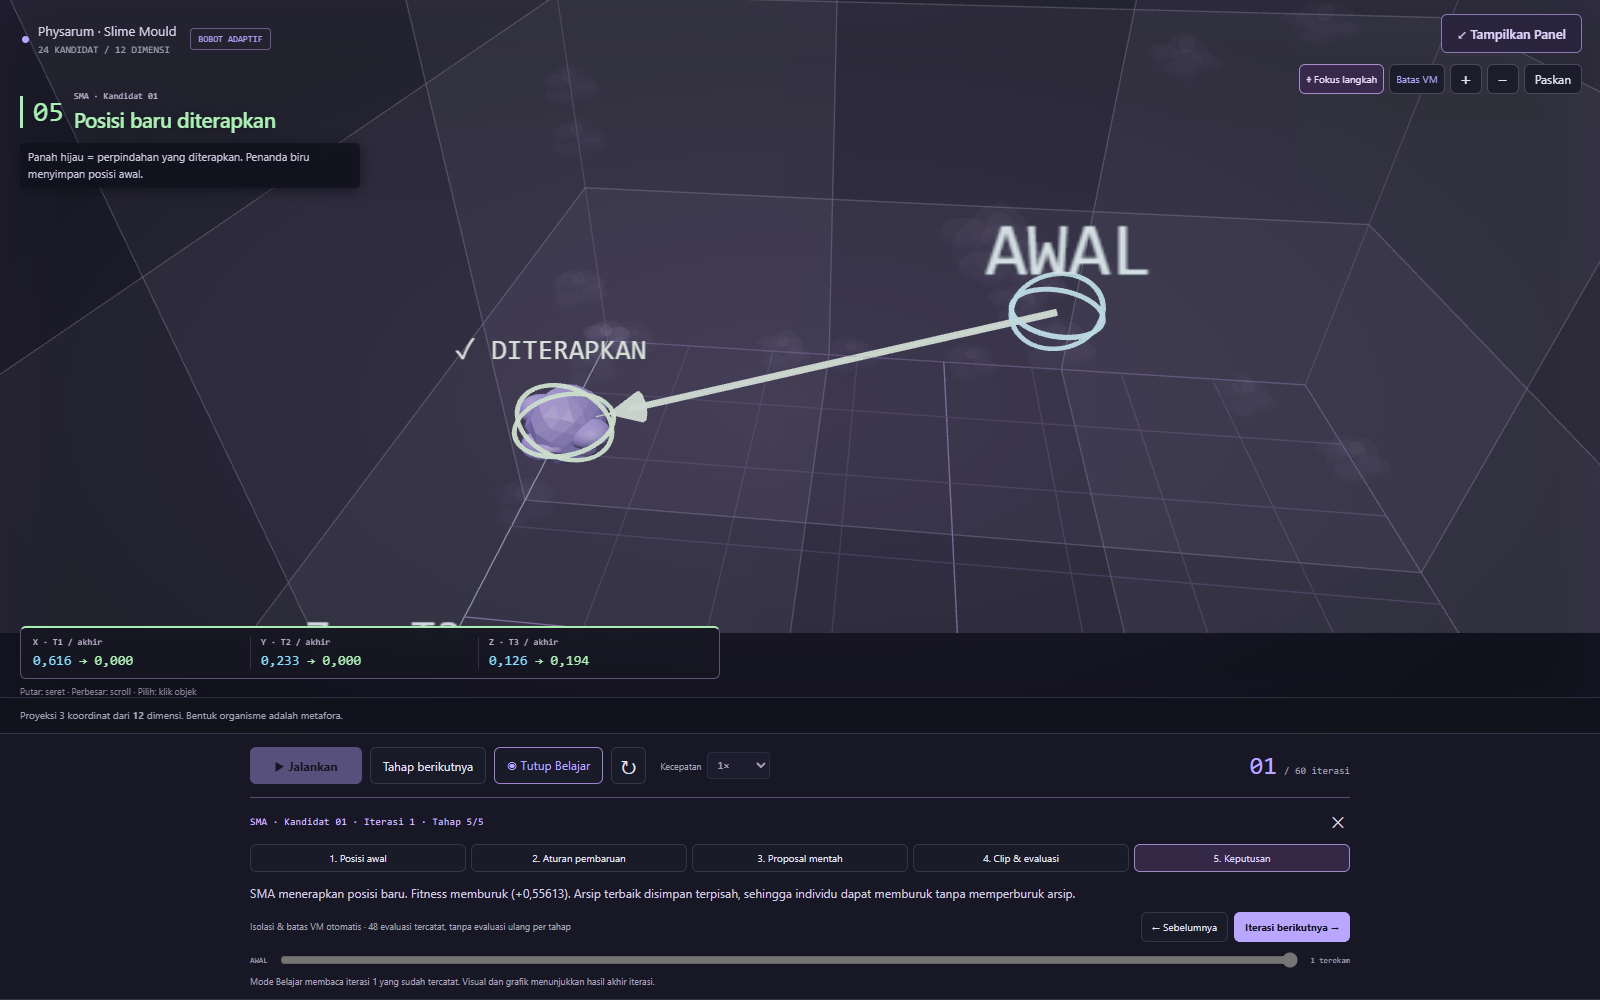 Physarum · Slime Mould
24 KANDIDAT / 12 DIMENSI
BOBOT ADAPTIF
↙ Tampilkan Panel
⌖ Fokus langkah
Batas VM
+
−
Paskan
SMA · Kandidat 01
05 Posisi baru diterapkan
Panah hijau = perpindahan yang diterapkan. Penanda biru
menyimpan posisi awal.
AWAL
✓ DITERAPKAN
X · T1 / akhir
0,616 → 0,000
Y · T2 / akhir
0,233 → 0,000
Z · T3 / akhir
0,126 → 0,194
Putar: seret · Perbesar: scroll · Pilih: klik objek
Proyeksi 3 koordinat dari 12 dimensi. Bentuk organisme adalah metafora.
▶ Jalankan
Tahap berikutnya
◉ Tutup Belajar
↻
Kecepatan
1×
01 / 60 iterasi
SMA · Kandidat 01 · Iterasi 1 · Tahap 5/5
×
1. Posisi awal
2. Aturan pembaruan
3. Proposal mentah
4. Clip & evaluasi
5. Keputusan
SMA menerapkan posisi baru. Fitness memburuk (+0,55613). Arsip terbaik disimpan terpisah, sehingga individu dapat memburuk tanpa memperburuk arsip.
Isolasi & batas VM otomatis · 48 evaluasi tercatat, tanpa evaluasi ulang per tahap
← Sebelumnya
Iterasi berikutnya →
AWAL
1 terekam
Mode Belajar membaca iterasi 1 yang sudah tercatat. Visual dan grafik menunjukkan hasil akhir iterasi.